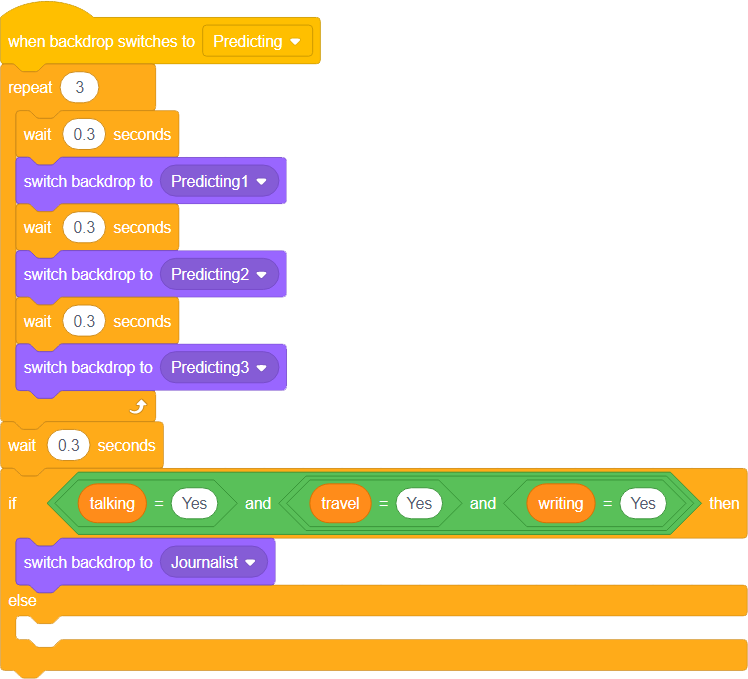 when backdrop switches to Predicting
repeat 3
wait 0.3 seconds
switch backdrop to Predicting1
wait 0.3 seconds
switch backdrop to Predicting2
wait 0.3 seconds
switch backdrop to Predicting3
wait 0.3 seconds
if talking = Yes and travel = Yes and writing = Yes then
switch backdrop to Journalist
else